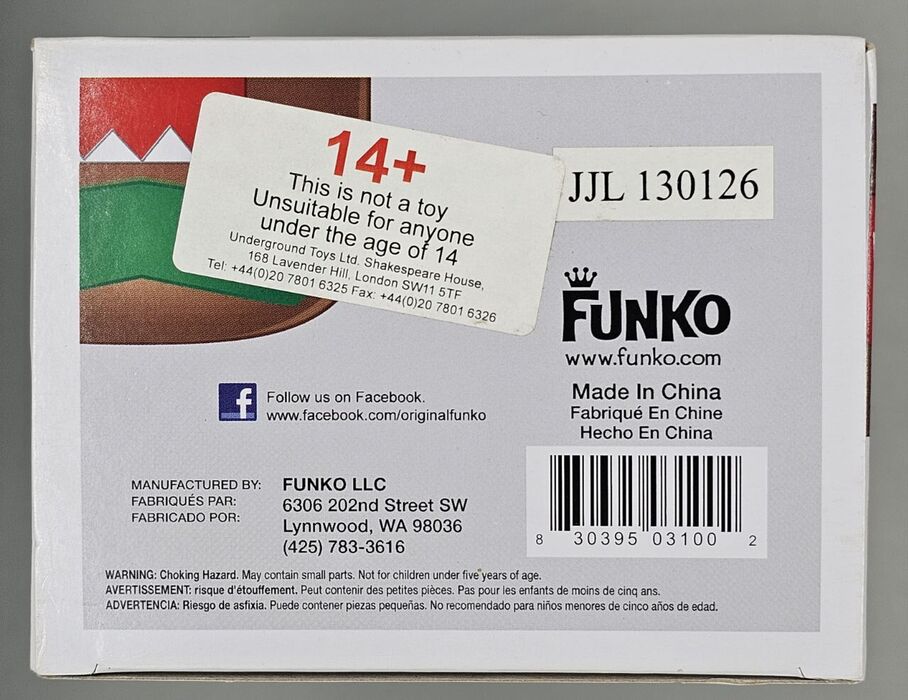 14+
This is not a toy
Unsuitable for anyone
under the age of 14
Underground Toys Ltd. Shakespeare House,
168 Lavender Hill, London SW11 5TF
Tel: +44(0)20 7801 6325 Fax: +44(0)20 7801 6326
JJL 130126
FUNKO
www.funko.com
Made In China
Fabriqué En Chine
Hecho En China
f Follow us on Facebook.
www.facebook.com/originalfunko
MANUFACTURED BY: FUNKO LLC
FABRIQUÉS PAR: 6306 202nd Street SW
FABRICADO POR: Lynnwood, WA 98036
(425) 783-3616
8 30395 03100 2
WARNING: Choking Hazard. May contain small parts. Not for children under five years of age.
AVERTISSEMENT: risque d'étouffement. Peut contenir des petites pièces. Pas pour les enfants de moins de cinq ans.
ADVERTENCIA: Riesgo de asfixia. Puede contener piezas pequeñas. No recomendado para niños menores de cinco años de edad.